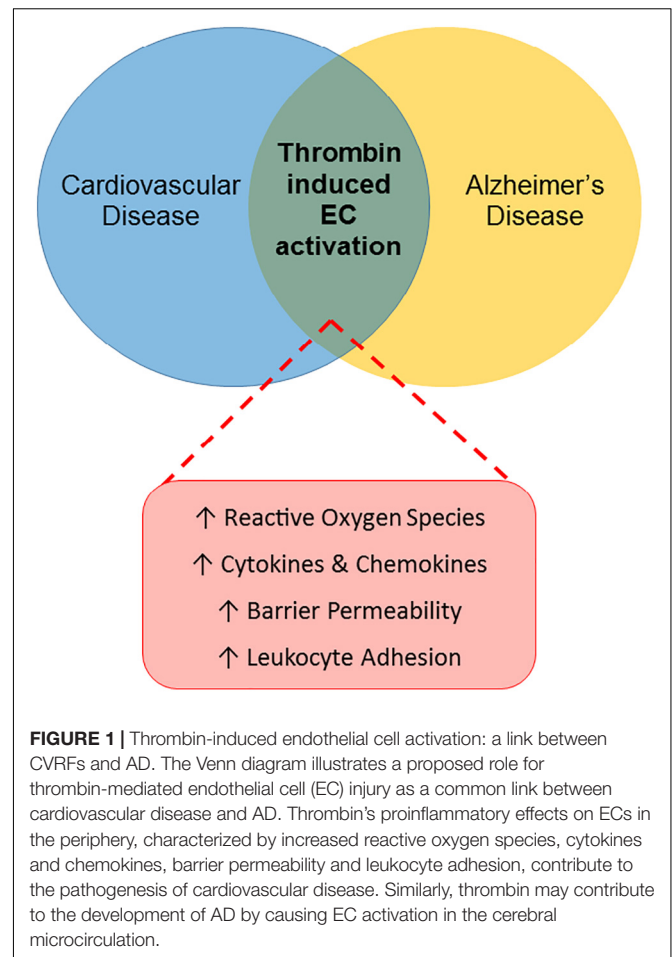 Cardiovascular
Disease
Thrombin
induced
EC
activation
Alzheimer's
Disease
↑ Reactive Oxygen Species
↑ Cytokines & Chemokines
↑ Barrier Permeability
↑ Leukocyte Adhesion
FIGURE 1 | Thrombin-induced endothelial cell activation: a link between
CVRFs and AD. The Venn diagram illustrates a proposed role for
thrombin-mediated endothelial cell (EC) injury as a common link between
cardiovascular disease and AD. Thrombin's proinflammatory effects on ECs in
the periphery, characterized by increased reactive oxygen species, cytokines
and chemokines, barrier permeability and leukocyte adhesion, contribute to
the pathogenesis of cardiovascular disease. Similarly, thrombin may contribute
to the development of AD by causing EC activation in the cerebral
microcirculation.